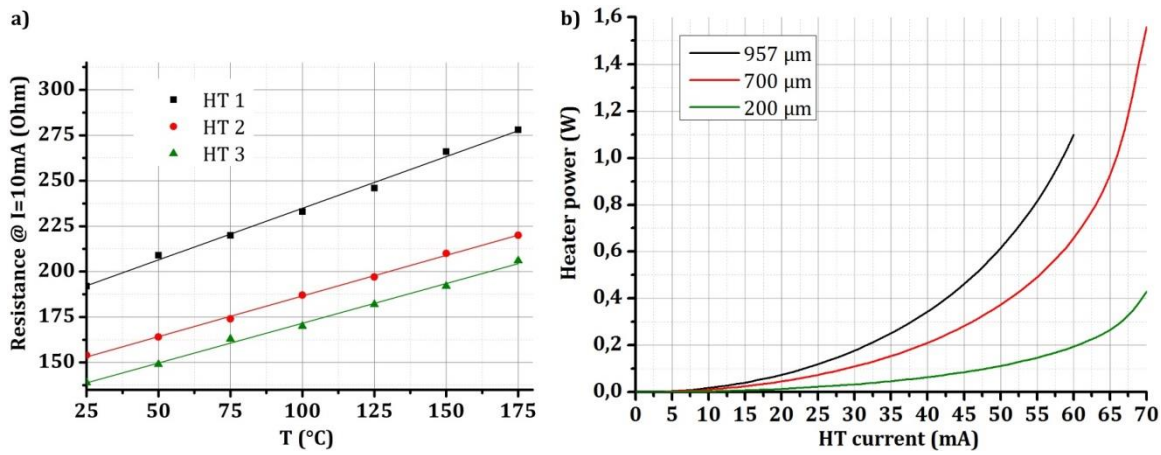 a)
300
275
250
225
200
175
150
Resistance @ I=10mA (Ohm)
HT 1
HT 2
HT 3
25 50 75 100 125 150 175
T (°C)
b)
1,6
1,4
1,2
1,0
0,8
0,6
0,4
0,2
0,0
Heater power (W)
957 µm
700 µm
200 µm
0 5 10 15 20 25 30 35 40 45 50 55 60 65 70
HT current (mA)